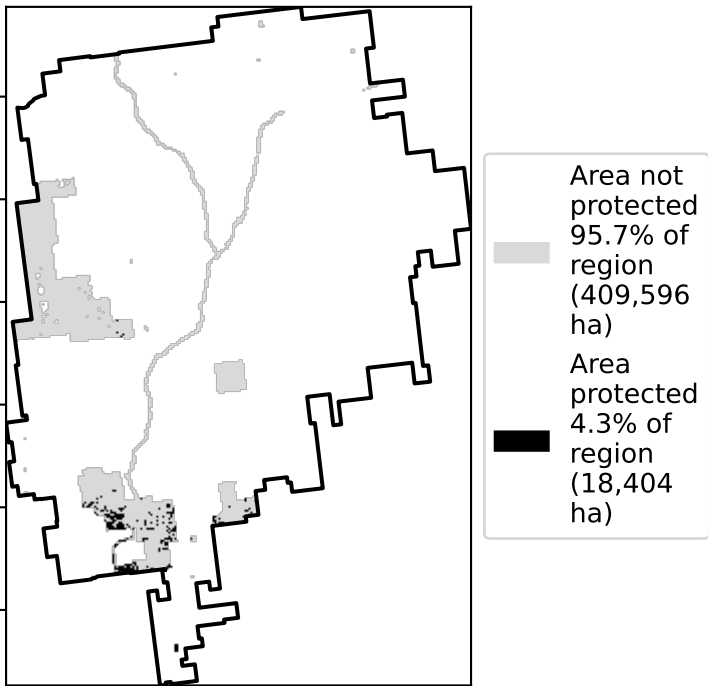 Area not
protected
95.7% of
region
(409,596
ha)
Area
protected
4.3% of
region
(18,404
ha)